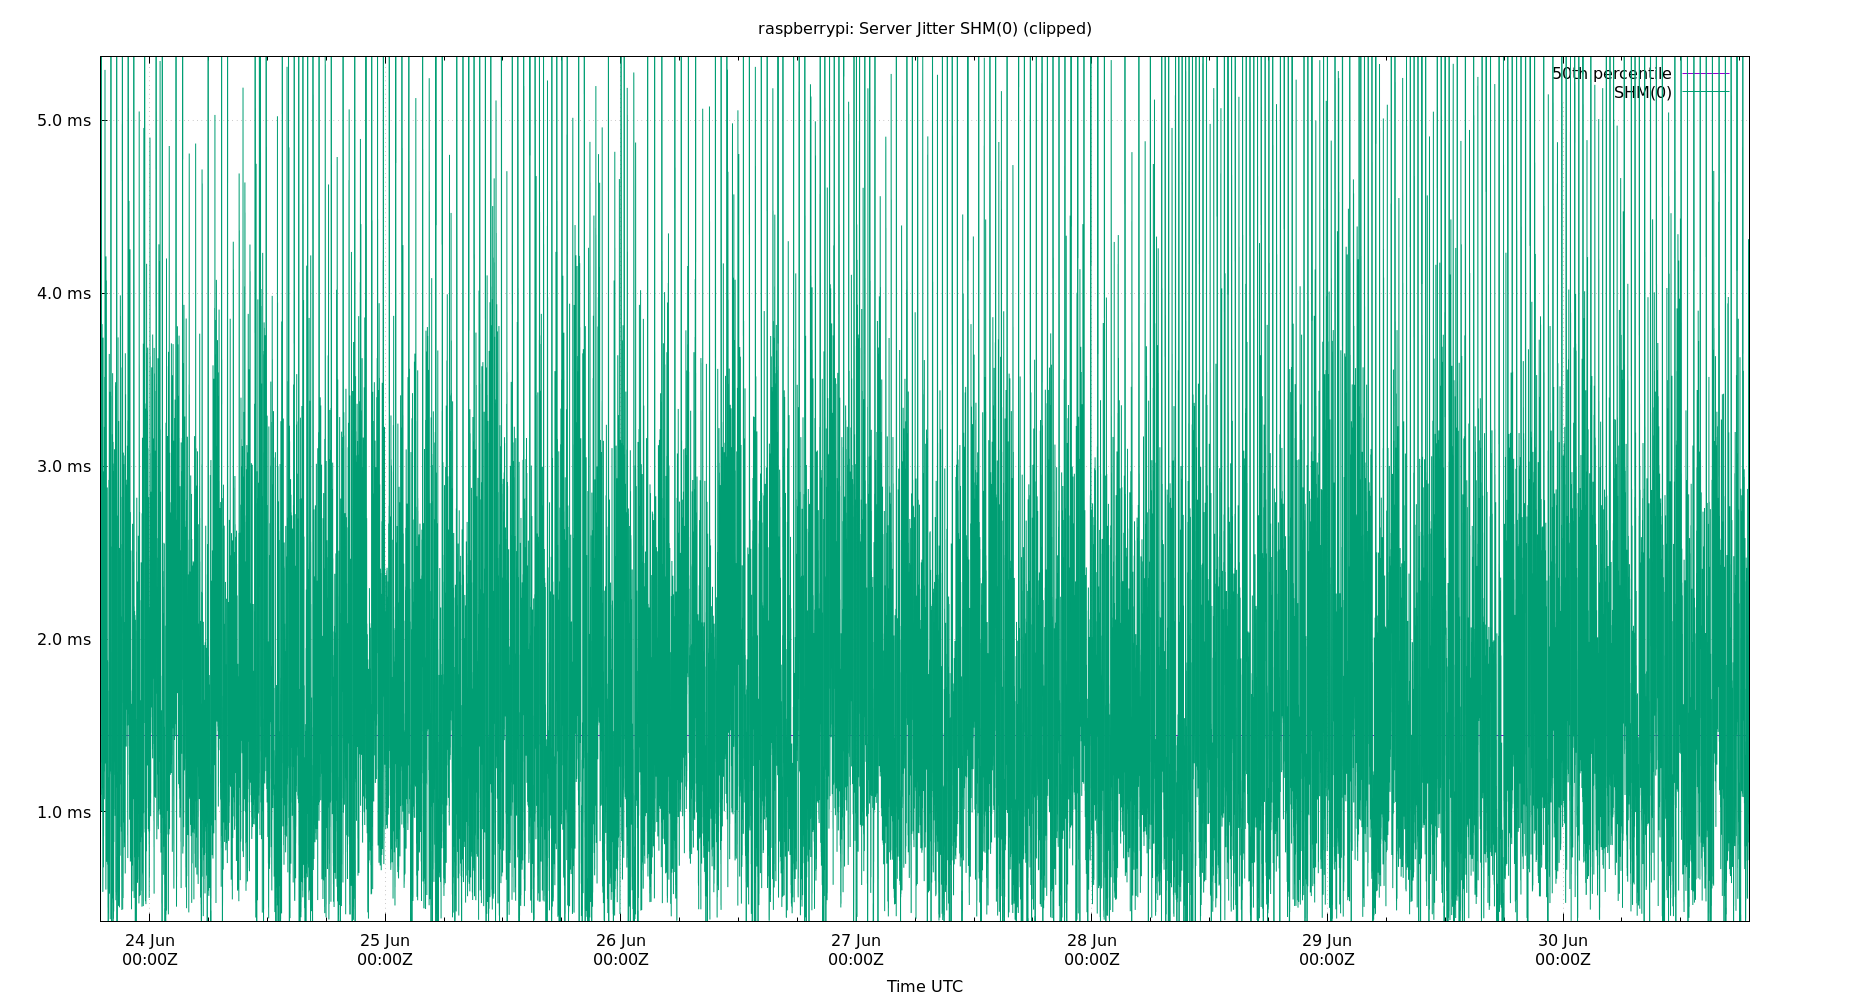 raspberrypi: Server Jitter SHM(0) (clipped)
50th percentile
SHM(0)
5.0 ms
4.0 ms
3.0 ms
2.0 ms
1.0 ms
24 Jun 25 Jun 26 Jun 27 Jun 28 Jun 29 Jun 30 Jun
00:00Z 00:00Z 00:00Z 00:00Z 00:00Z 00:00Z 00:00Z
Time UTC